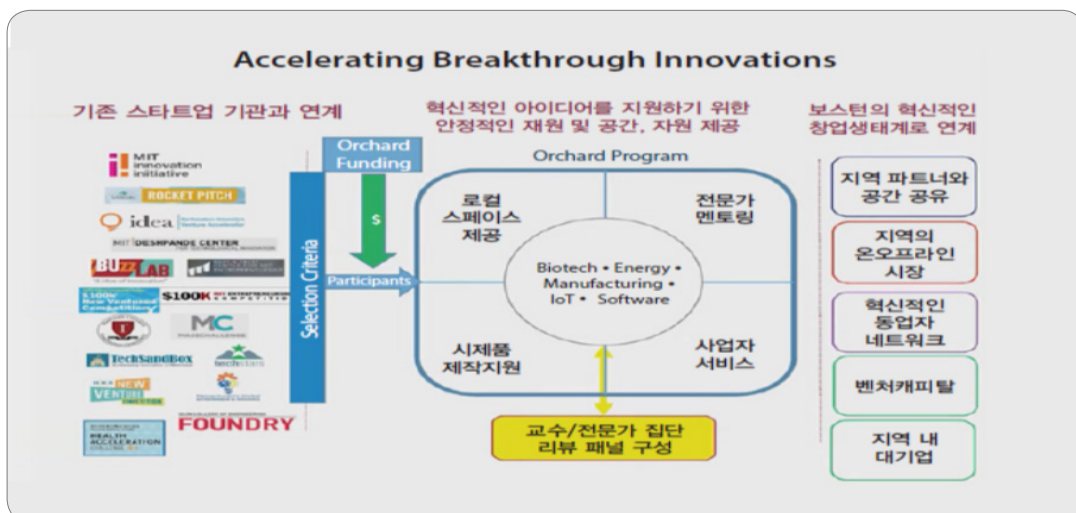 Accelerating Breakthrough Innovations
기존 스타트업 기관과 연계
혁신적인 아이디어를 지원하기 위한
안정적인 재원 및 공간, 자원 제공
보스턴의 혁신적인
창업생태계로 연계
MIT
innovation
initiative
ROCKET PITCH
idea
MIT DESHPANDE CENTER
BUZZ
LAB
$100K
New Venture
Competition
$100K
COMPETITION
MC
TechSandBox
techstars
NEW
VENTURE
HEALTH
ACCELERATION
FOUNDRY
Selection Criteria
Orchard
Funding
$
Participants
Orchard Program
로컬
스페이스
제공
전문가
멘토링
Biotech • Energy •
Manufacturing •
IoT • Software
시제품
제작지원
사업자
서비스
교수/전문가 집단
리뷰 패널 구성
지역 파트너와
공간 공유
지역의
온오프라인
시장
혁신적인
동업자
네트워크
벤처캐피탈
지역 내
대기업